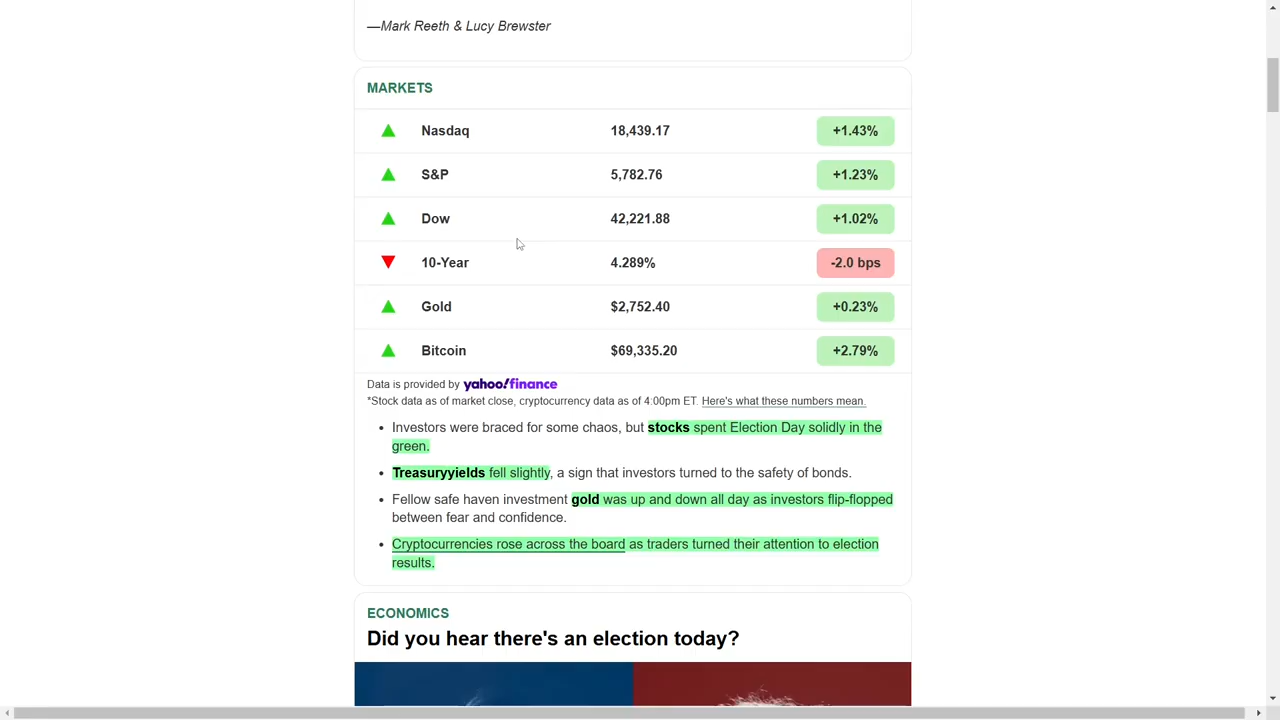 —Mark Reeth & Lucy Brewster
MARKETS
Nasdaq 18,439.17 +1.43%
S&P 5,782.76 +1.23%
Dow 42,221.88 +1.02%
10-Year 4.289% -2.0 bps
Gold $2,752.40 +0.23%
Bitcoin $69,335.20 +2.79%
Data is provided by yahoo!finance
*Stock data as of market close, cryptocurrency data as of 4:00pm ET. Here's what these numbers mean.
• Investors were braced for some chaos, but stocks spent Election Day solidly in the
green.
• Treasuryyields fell slightly, a sign that investors turned to the safety of bonds.
• Fellow safe haven investment gold was up and down all day as investors flip-flopped
between fear and confidence.
• Cryptocurrencies rose across the board as traders turned their attention to election
results.
ECONOMICS
Did you hear there's an election today?